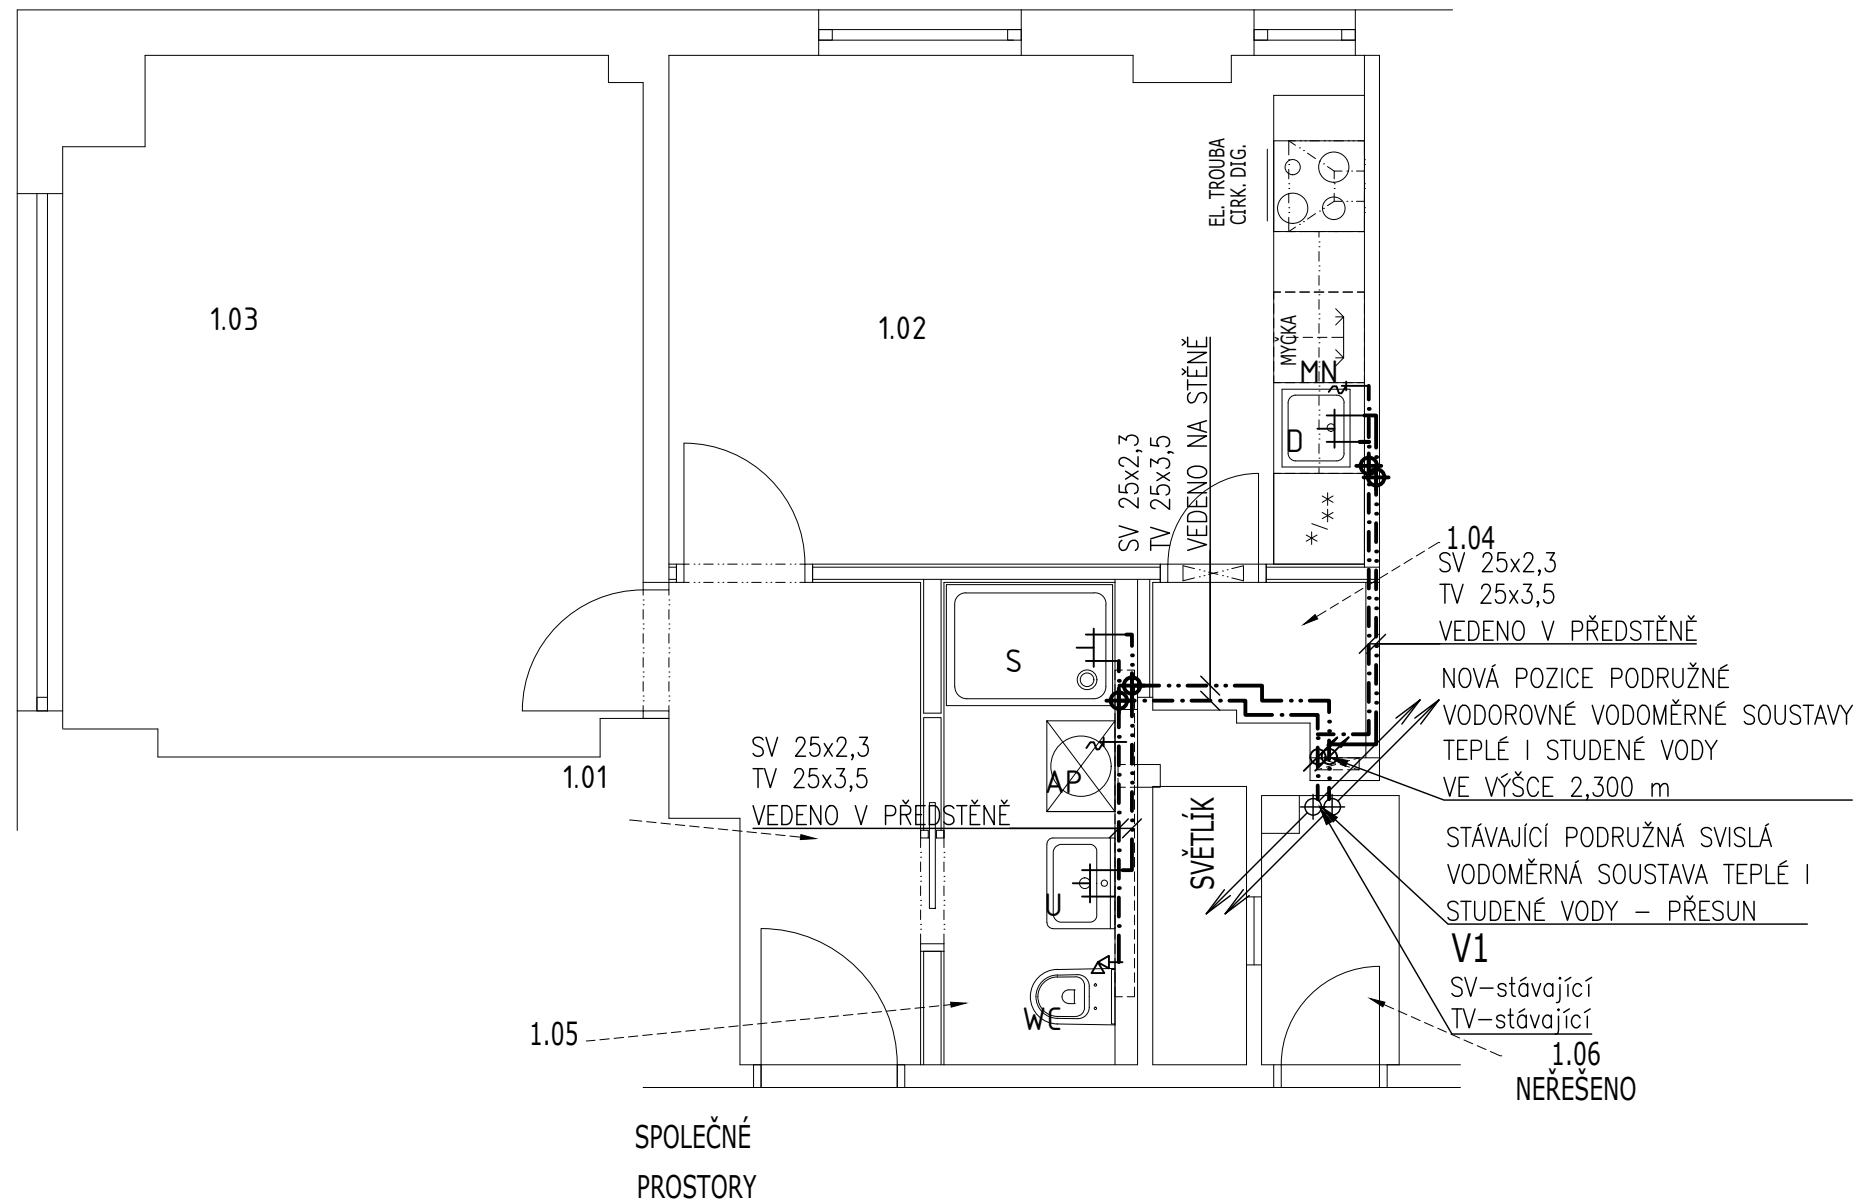 EL. TROUBA
CIRK. DIG.
1.03
1.02
MYČKA
MN
D
*/**
SV 25x2,3
TV 25x3,5
VEDENO NA STĚNĚ
1.04
SV 25x2,3
TV 25x3,5
VEDENO V PŘEDSTĚNĚ
S
NOVÁ POZICE PODRUŽNÉ
VODOROVNÉ VODOMĚRNÉ SOUSTAVY
TEPLÉ I STUDENÉ VODY
VE VÝŠCE 2,300 m
1.01
SV 25x2,3
TV 25x3,5
VEDENO V PŘEDSTĚNĚ
AP
SVĚTLÍK
STÁVAJÍCÍ PODRUŽNÁ SVISLÁ
VODOMĚRNÁ SOUSTAVA TEPLÉ I
STUDENÉ VODY – PŘESUN
U
V1
SV–stávající
TV–stávající
WC
1.05
1.06
NEŘEŠENO
SPOLEČNÉ
PROSTORY